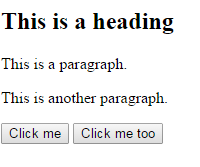 This is a heading
This is a paragraph.
This is another paragraph.
Click me Click me too